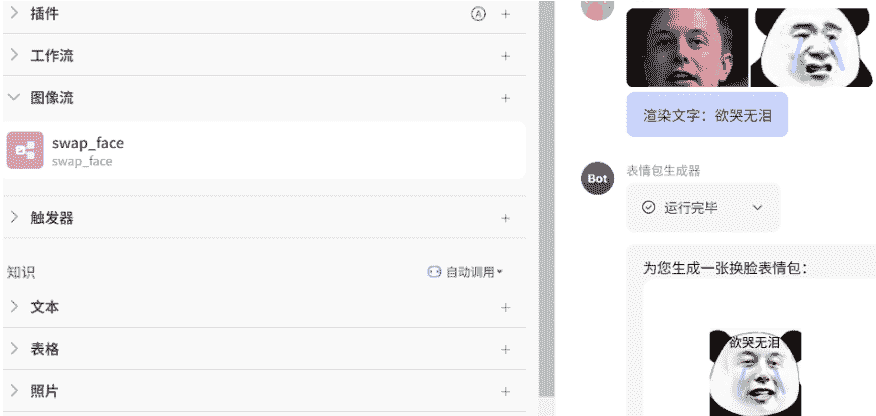 插件
工作流
图像流
swap_face
swap_face
触发器
知识
自动调用
文本
表格
照片
渲染文字：欲哭无泪
Bot
表情包生成器
运行完毕
为您生成一张换脸表情包：
欲哭无泪